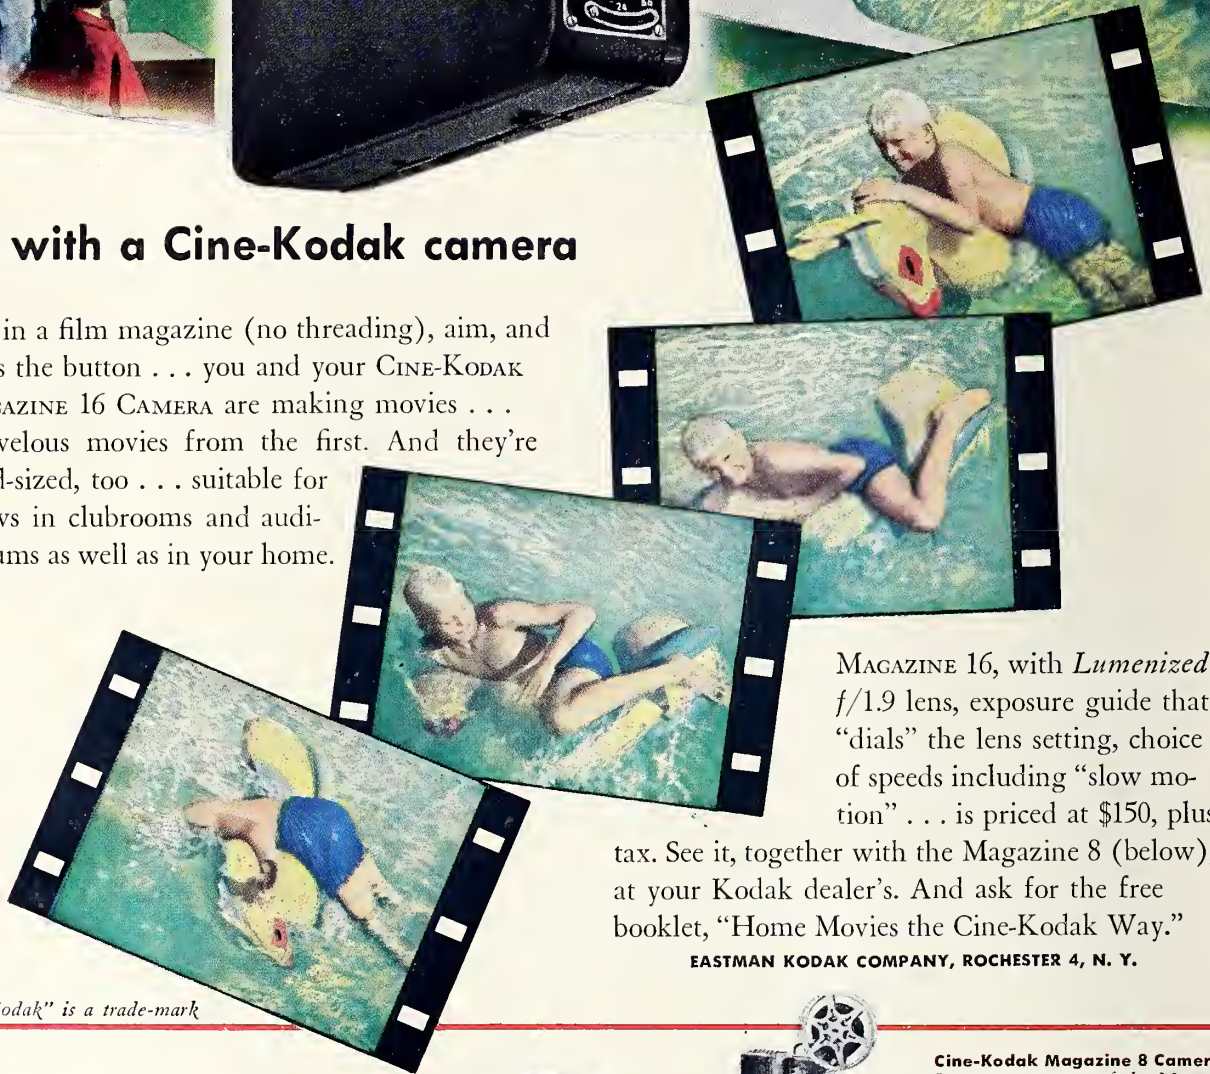 24
with a Cine-Kodak camera
in a film magazine (no threading), aim, and
the button . . . you and your CINE-KODAK
16 CAMERA are making movies . . .
movies from the first. And they're
too . . . suitable for
in clubrooms and audi-
as well as in your home.
MAGAZINE 16, with Lumenized
f/1.9 lens, exposure guide that
“dials” the lens setting, choice
of speeds including “slow mo-
tion” . . . is priced at $150, plus
tax. See it, together with the Magazine 8 (below)
at your Kodak dealer's. And ask for the free
booklet, “Home Movies the Cine-Kodak Way.”
EASTMAN KODAK COMPANY, ROCHESTER 4, N. Y.
is a trade-mark
Cine-Kodak Magazine 8